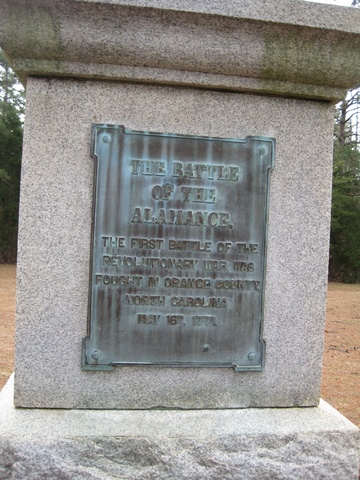 THE BATTLE
OF THE
ALAMANCE.
THE FIRST BATTLE OF THE
REVOLUTIONARY WAR WAS
FOUGHT IN ORANGE COUNTY,
NORTH CAROLINA
MAY 16TH, 1771.